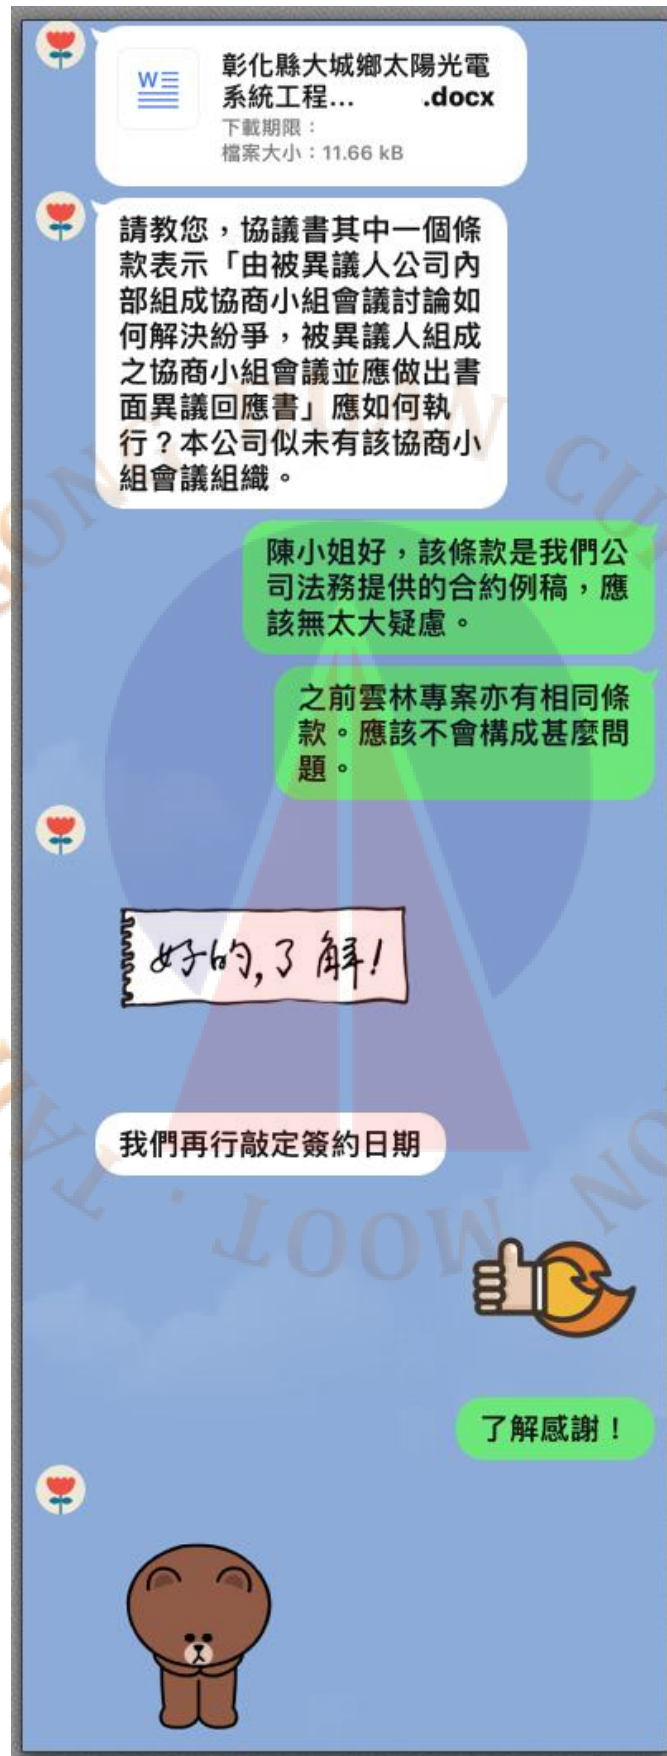 彰化縣大城鄉太陽光電
系統工程... .docx
下載期限：
檔案大小：11.66 kB
請教您，協議書其中一個條
款表示「由被異議人公司內
部組成協商小組會議討論如
何解決紛爭，被異議人組成
之協商小組會議並應做出書
面異議回應書」應如何執
行？本公司似未有該協商小
組會議組織。
陳小姐好，該條款是我們公
司法務提供的合約例稿，應
該無太大疑慮。
之前雲林專案亦有相同條
款。應該不會構成甚麼問
題。
好的,了解!
我們再行敲定簽約日期
了解感謝！